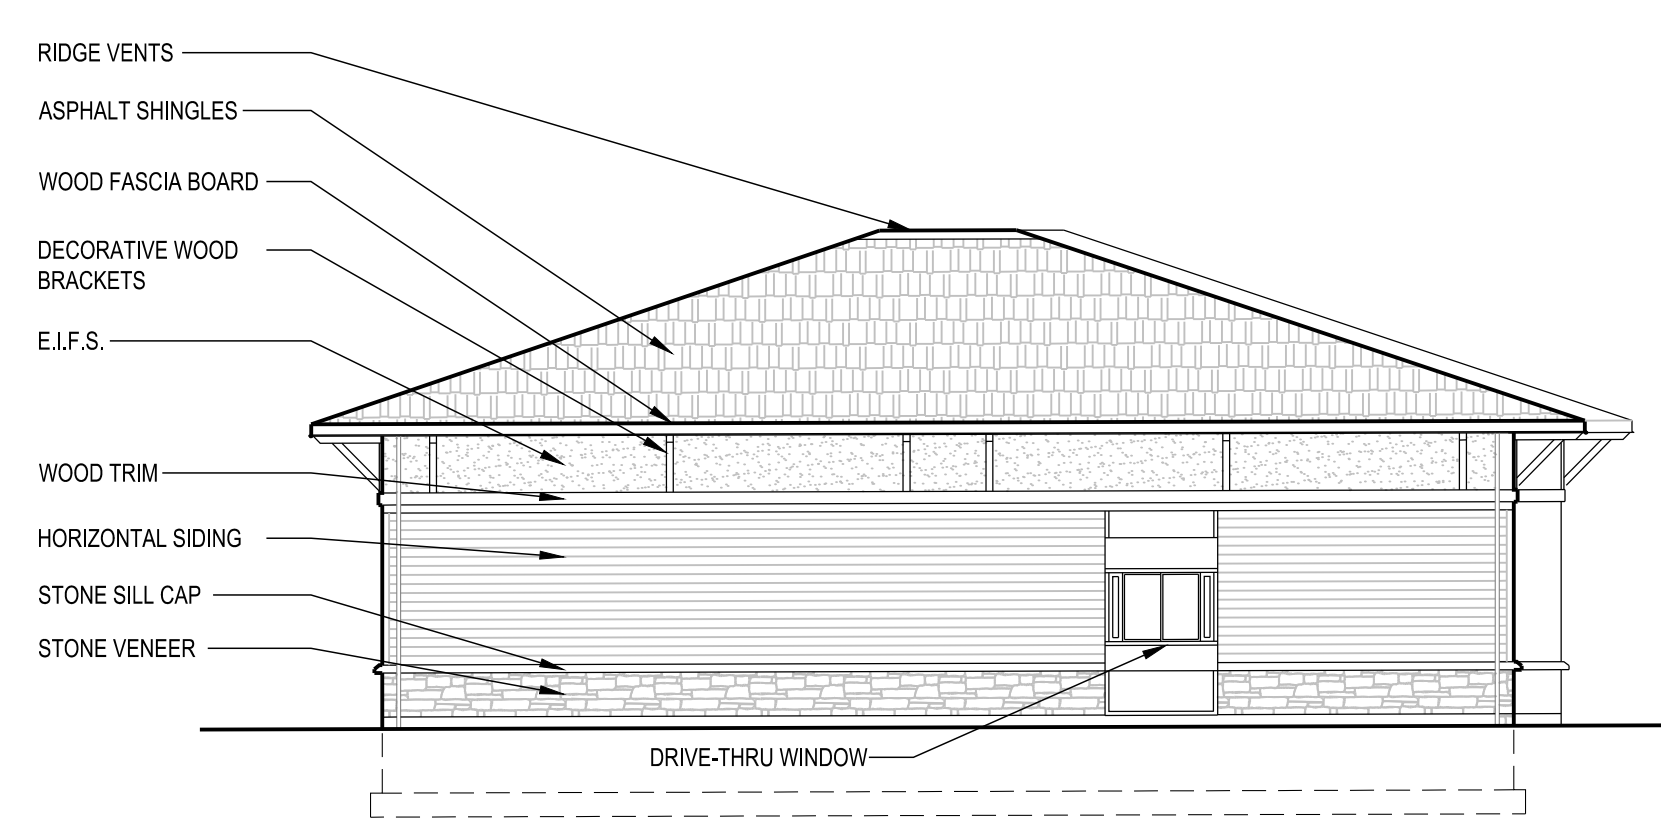 RIDGE VENTS
ASPHALT SHINGLES
WOOD FASCIA BOARD
DECORATIVE WOOD
BRACKETS
E.I.F.S.
WOOD TRIM
HORIZONTAL SIDING
STONE SILL CAP
STONE VENEER
DRIVE-THRU WINDOW